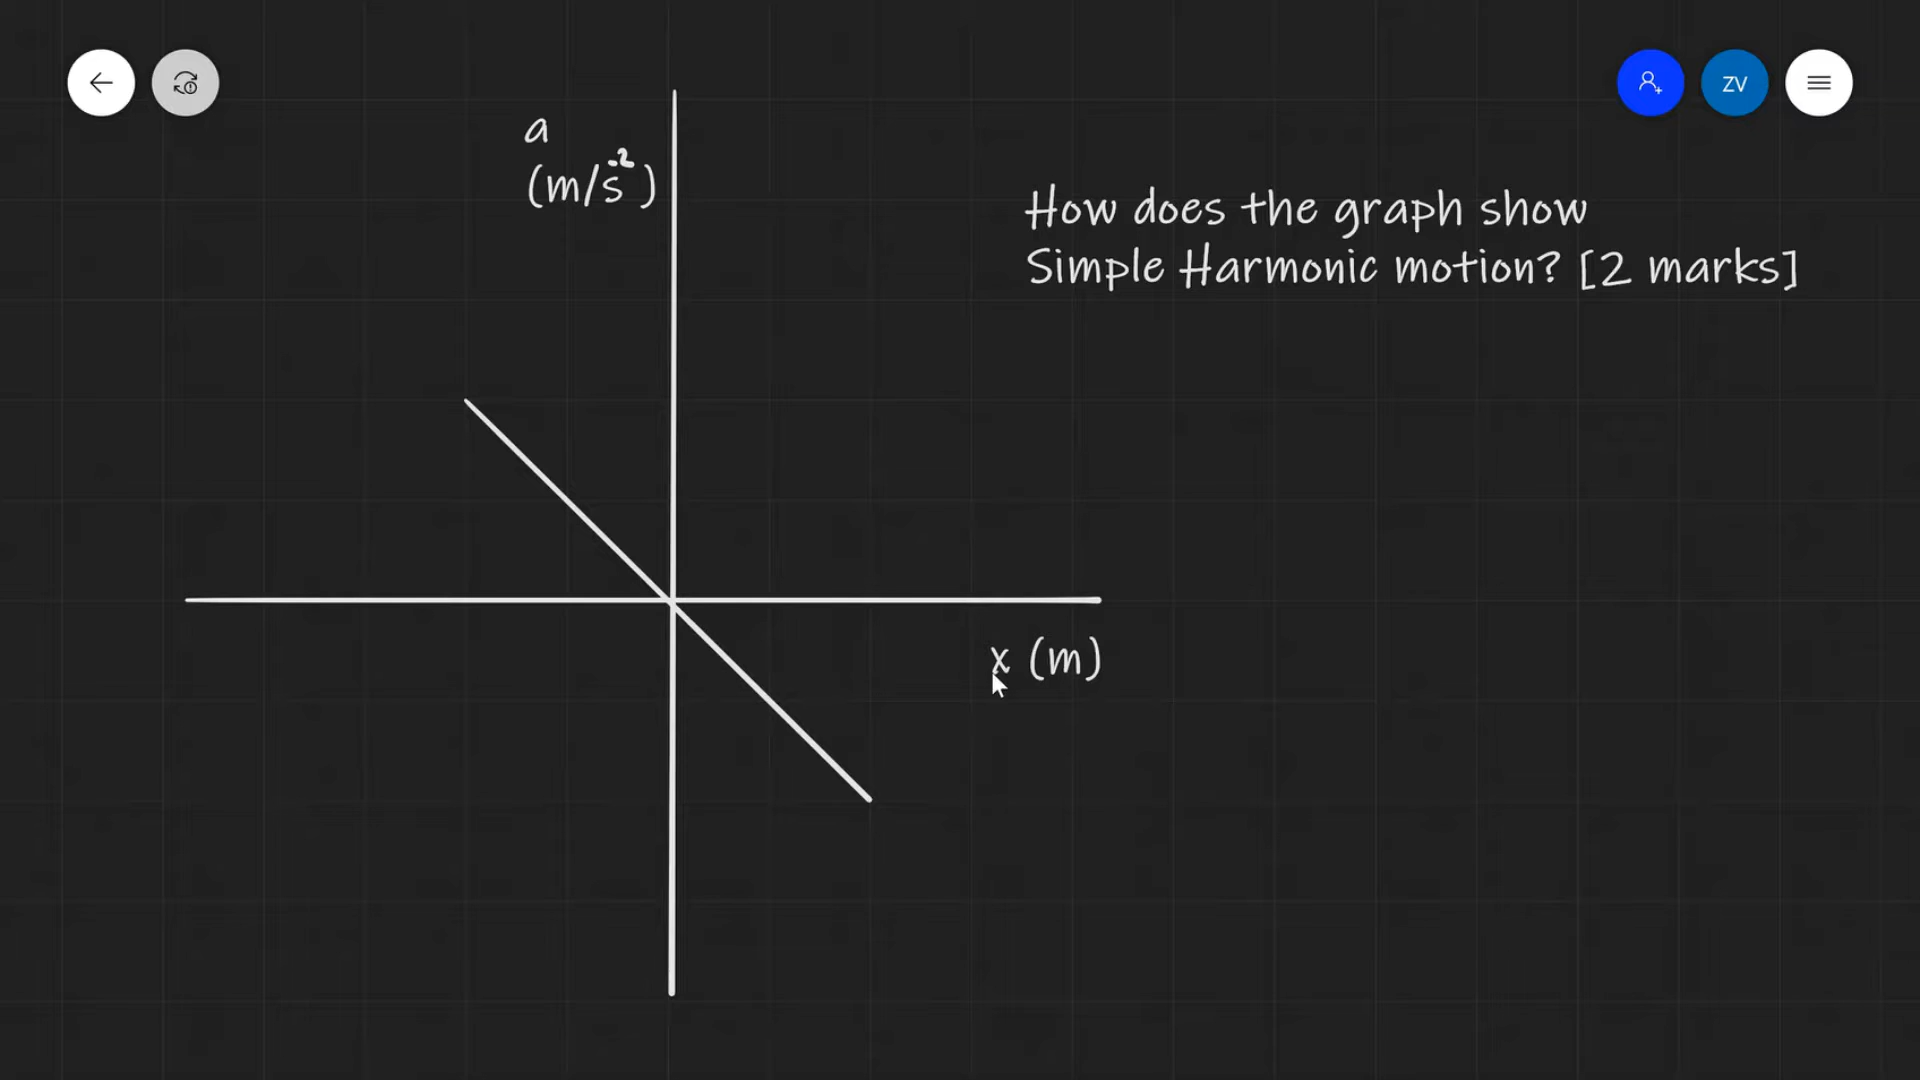 ZV
a
(m/s⁻²)
How does the graph show
Simple Harmonic motion? [2 marks]
x (m)